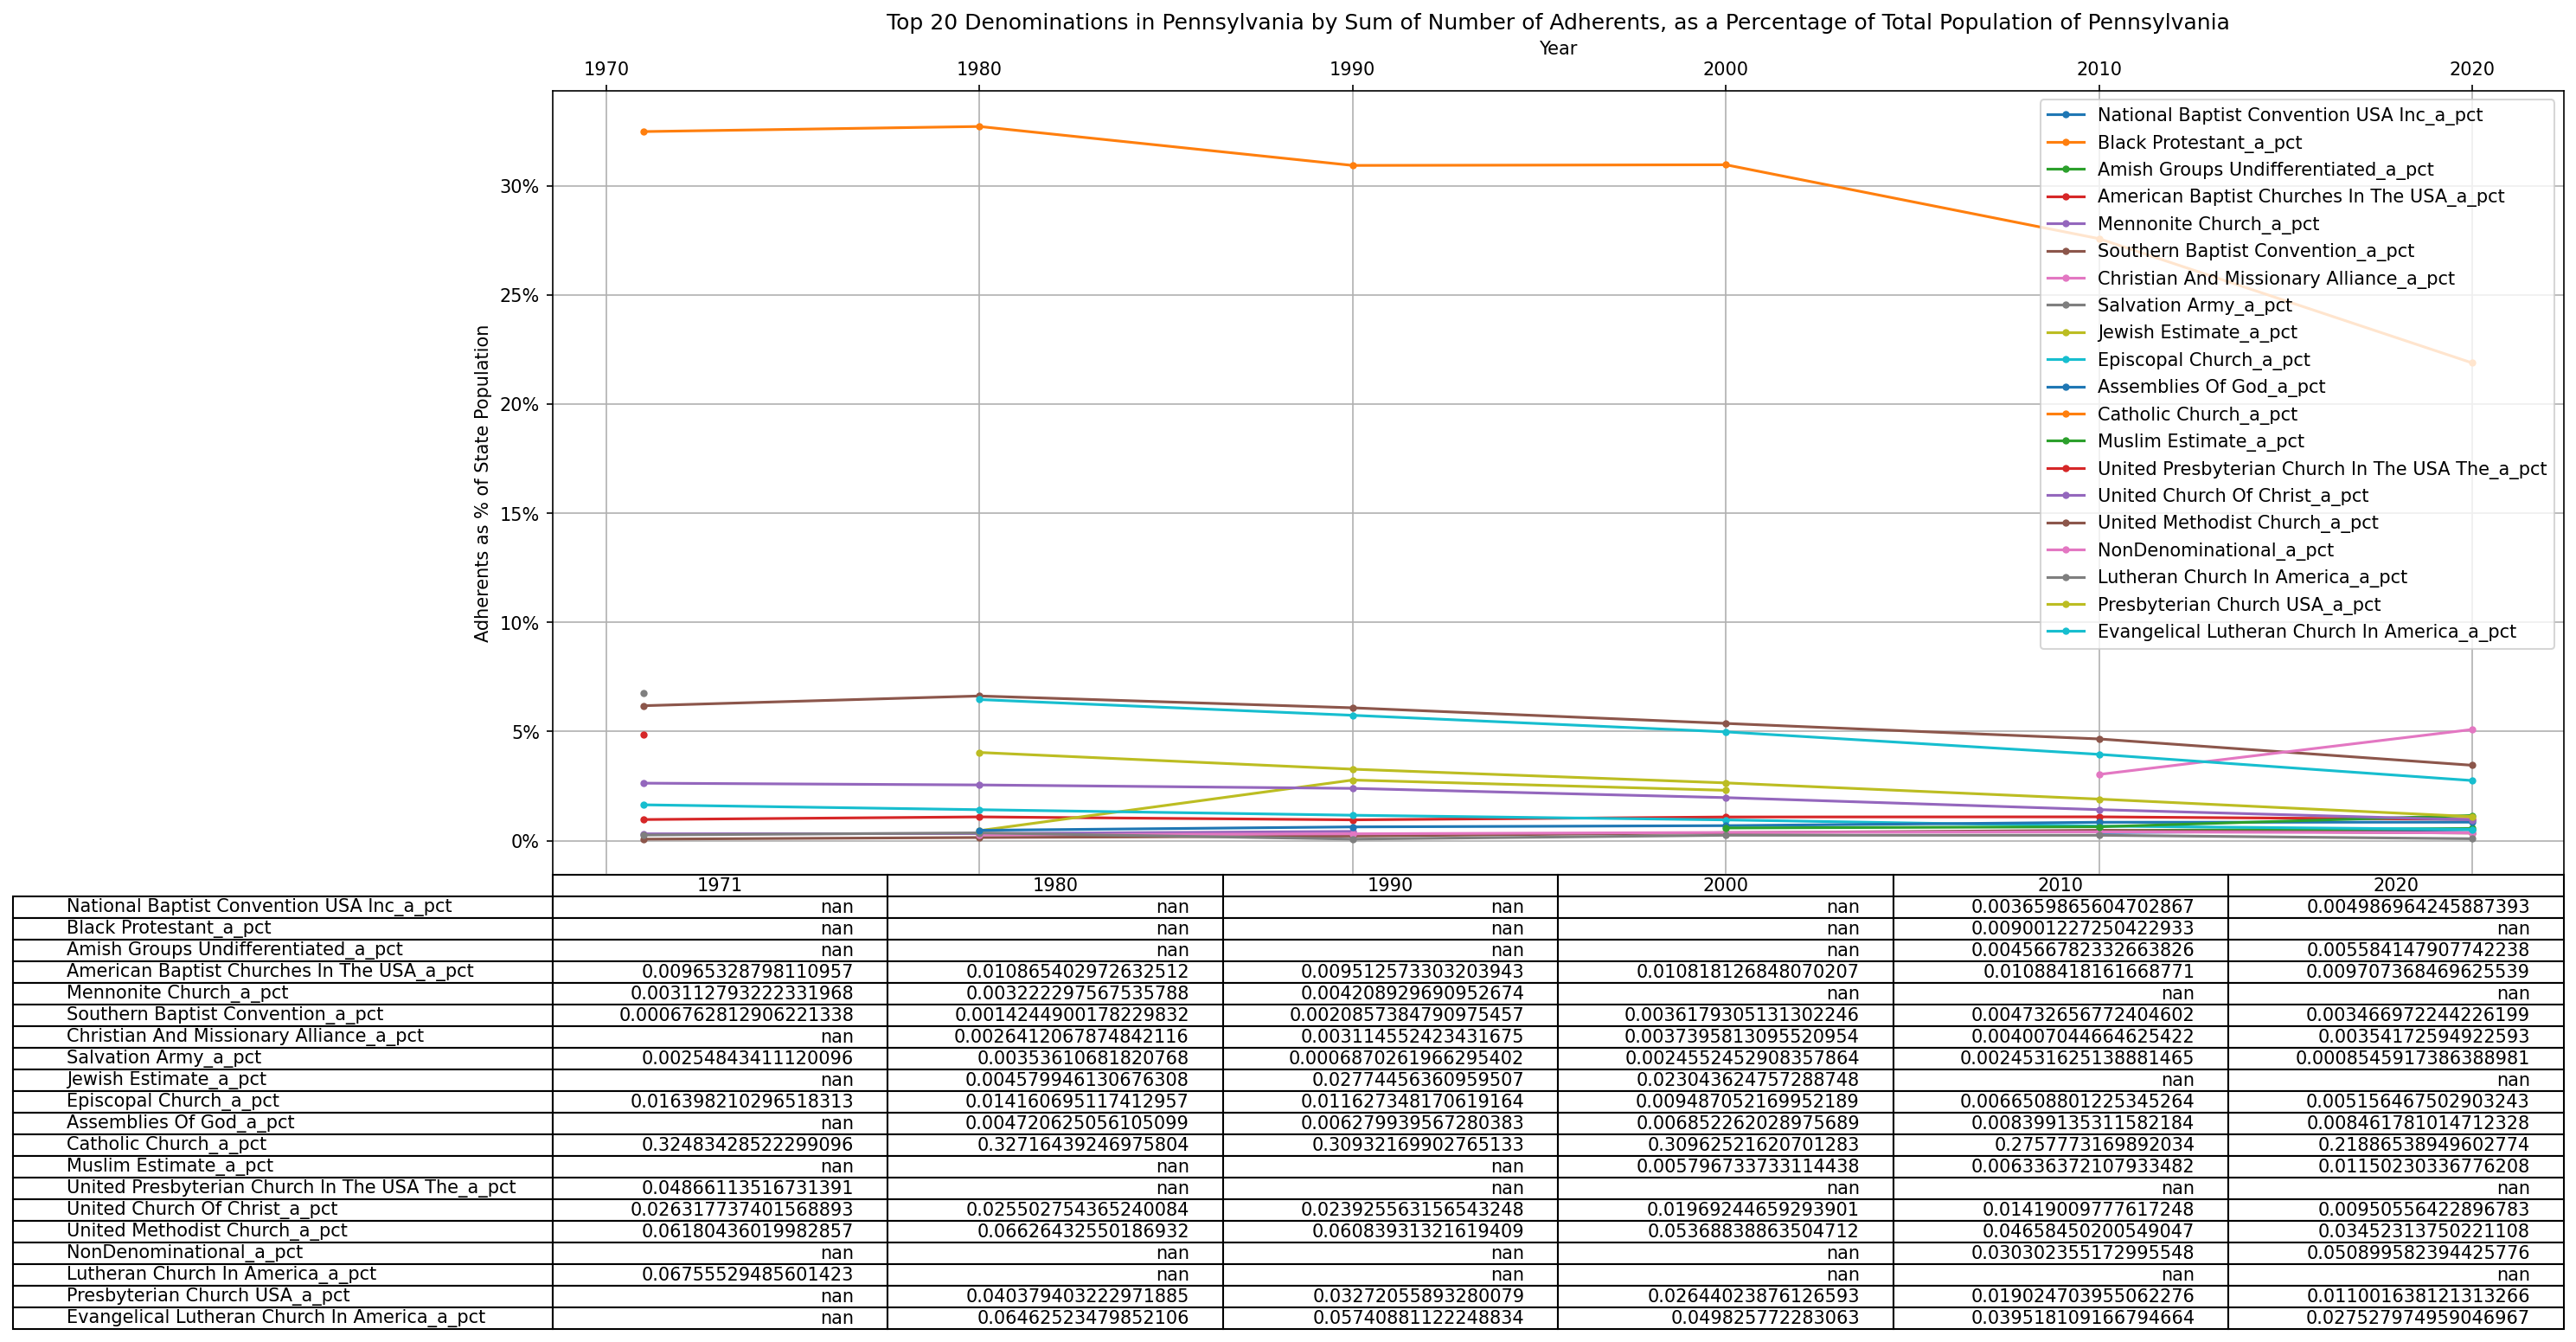 Top 20 Denominations in Pennsylvania by Sum of Number of Adherents, as a Percentage of Total Population of Pennsylvania
Year
1970 1980 1990 2000 2010 2020
Adherents as % of State Population
30%
25%
20%
15%
10%
5%
0%
National Baptist Convention USA Inc_a_pct
Black Protestant_a_pct
Amish Groups Undifferentiated_a_pct
American Baptist Churches In The USA_a_pct
Mennonite Church_a_pct
Southern Baptist Convention_a_pct
Christian And Missionary Alliance_a_pct
Salvation Army_a_pct
Jewish Estimate_a_pct
Episcopal Church_a_pct
Assemblies Of God_a_pct
Catholic Church_a_pct
Muslim Estimate_a_pct
United Presbyterian Church In The USA The_a_pct
United Church Of Christ_a_pct
United Methodist Church_a_pct
NonDenominational_a_pct
Lutheran Church In America_a_pct
Presbyterian Church USA_a_pct
Evangelical Lutheran Church In America_a_pct
1971 1980 1990 2000 2010 2020
National Baptist Convention USA Inc_a_pct nan nan nan nan 0.003659865604702867 0.004986964245887393
Black Protestant_a_pct nan nan nan nan 0.009001227250422933 nan
Amish Groups Undifferentiated_a_pct nan nan nan nan 0.004566782332663826 0.005584147907742238
American Baptist Churches In The USA_a_pct 0.00965328798110957 0.010865402972632512 0.009512573303203943 0.010818126848070207 0.01088418161668771 0.009707368469625539
Mennonite Church_a_pct 0.003112793222331968 0.003222297567535788 0.004208929690952674 nan nan nan
Southern Baptist Convention_a_pct 0.0006762812906221338 0.0014244900178229832 0.0020857384790975457 0.0036179305131302246 0.004732656772404602 0.003466972244226199
Christian And Missionary Alliance_a_pct nan 0.0026412067874842116 0.003114552423431675 0.0037395813095520954 0.004007044664625422 0.00354172594922593
Salvation Army_a_pct 0.00254843411120096 0.00353610681820768 0.0006870261966295402 0.0024552452908357864 0.0024531625138881465 0.0008545917386388981
Jewish Estimate_a_pct nan 0.004579946130676308 0.02774456360959507 0.023043624757288748 nan nan
Episcopal Church_a_pct 0.016398210296518313 0.014160695117412957 0.011627348170619164 0.009487052169952189 0.0066508801225345264 0.005156467502903243
Assemblies Of God_a_pct nan 0.004720625056105099 0.006279939567280383 0.006852262028975689 0.008399135311582184 0.008461781014712328
Catholic Church_a_pct 0.32483428522299096 0.32716439246975804 0.30932169902765133 0.30962521620701283 0.2757773169892034 0.21886538949602774
Muslim Estimate_a_pct nan nan nan 0.005796733733114438 0.006336372107933482 0.01150230336776208
United Presbyterian Church In The USA The_a_pct 0.04866113516731391 nan nan nan nan nan
United Church Of Christ_a_pct 0.026317737401568893 0.025502754365240084 0.023925563156543248 0.01969244659293901 0.01419009777617248 0.00950556422896783
United Methodist Church_a_pct 0.06180436019982857 0.06626432550186932 0.06083931321619409 0.05368838863504712 0.04658450200549047 0.03452313750221108
NonDenominational_a_pct nan nan nan nan 0.030302355172995548 0.050899582394425776
Lutheran Church In America_a_pct 0.06755529485601423 nan nan nan nan nan
Presbyterian Church USA_a_pct nan 0.040379403222971885 0.03272055893280079 0.02644023876126593 0.019024703955062276 0.011001638121313266
Evangelical Lutheran Church In America_a_pct nan 0.06462523479852106 0.05740881122248834 0.049825772283063 0.039518109166794664 0.027527974959046967